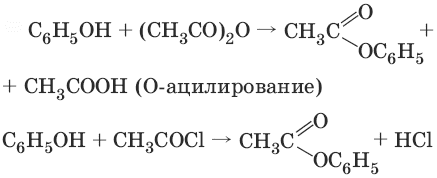 C₆H₅OH + (CH₃CO)₂O → CH₃C(=O)OC₆H₅ +
+ CH₃COOH (О-ацилирование)
C₆H₅OH + CH₃COCl → CH₃C(=O)OC₆H₅ + HCl